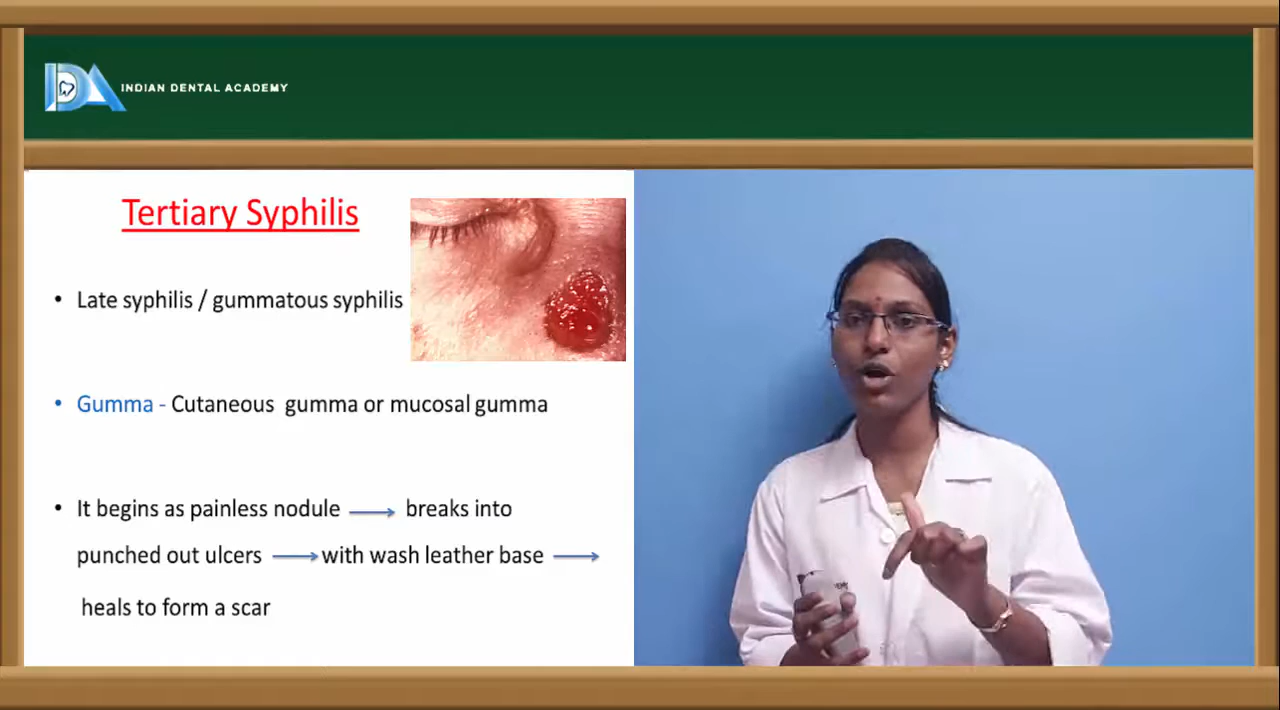 INDIAN DENTAL ACADEMY
Tertiary Syphilis
• Late syphilis / gummatous syphilis
• Gumma - Cutaneous gumma or mucosal gumma
• It begins as painless nodule → breaks into
punched out ulcers → with wash leather base →
heals to form a scar